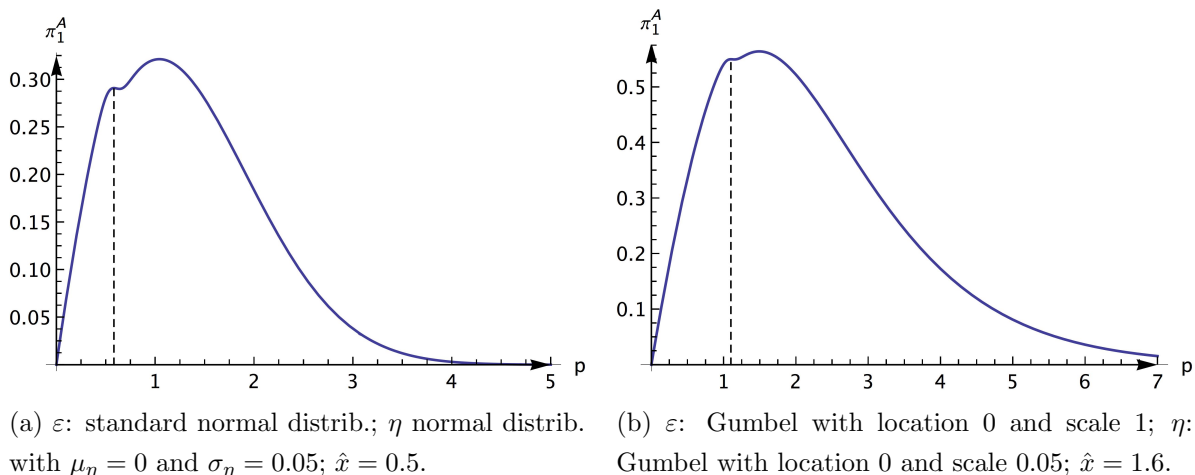 π₁ᴬ
0.30
0.25
0.20
0.15
0.10
0.05
1
2
3
4
5
p
π₁ᴬ
0.5
0.4
0.3
0.2
0.1
1
2
3
4
5
6
7
p
(a) ε: standard normal distrib.; η normal distrib.
with μ_η = 0 and σ_η = 0.05; x̂ = 0.5.
(b) ε: Gumbel with location 0 and scale 1; η:
Gumbel with location 0 and scale 0.05; x̂ = 1.6.